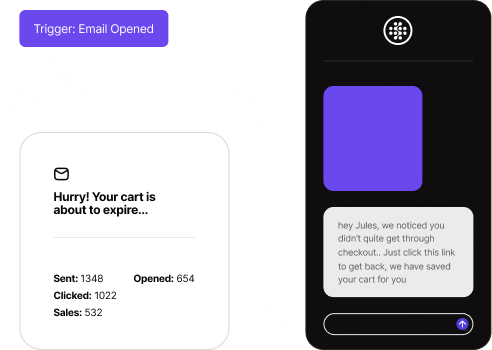 Trigger: Email Opened
Hurry! Your cart is
about to expire...
Sent: 1348 Opened: 654
Clicked: 1022
Sales: 532
hey Jules, we noticed you
didn't quite get through
checkout.. Just click this link
to get back, we have saved
your cart for you